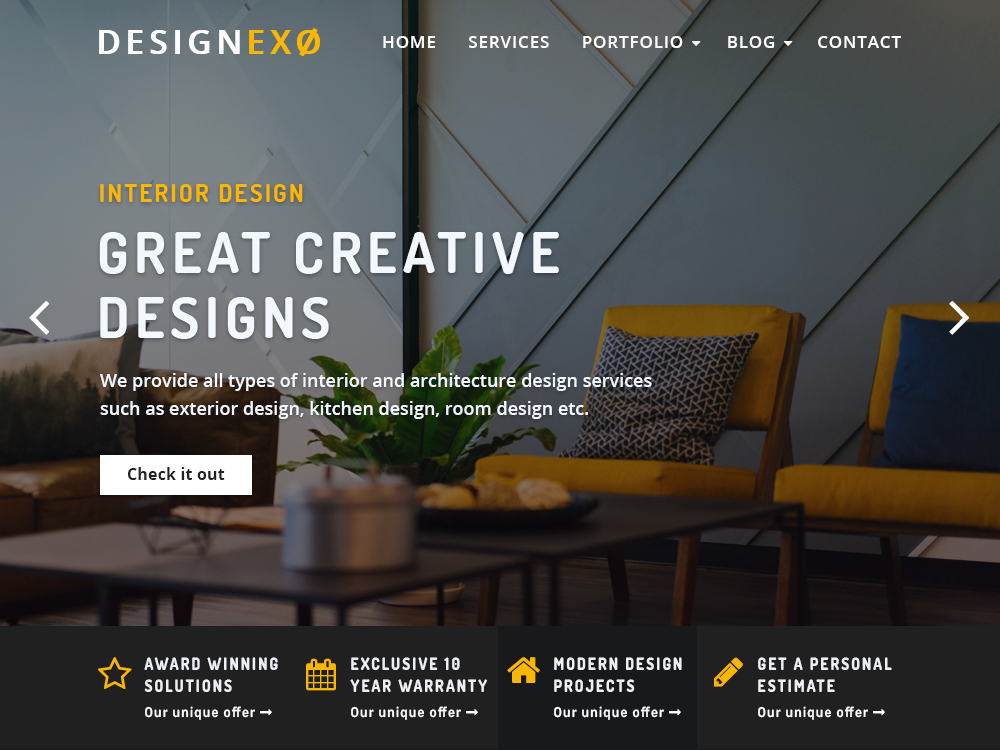 DESIGNEXØ
HOME SERVICES PORTFOLIO BLOG CONTACT
INTERIOR DESIGN
GREAT CREATIVE
DESIGNS
We provide all types of interior and architecture design services
such as exterior design, kitchen design, room design etc.
Check it out
AWARD WINNING
SOLUTIONS
Our unique offer →
EXCLUSIVE 10
YEAR WARRANTY
Our unique offer →
MODERN DESIGN
PROJECTS
Our unique offer →
GET A PERSONAL
ESTIMATE
Our unique offer →